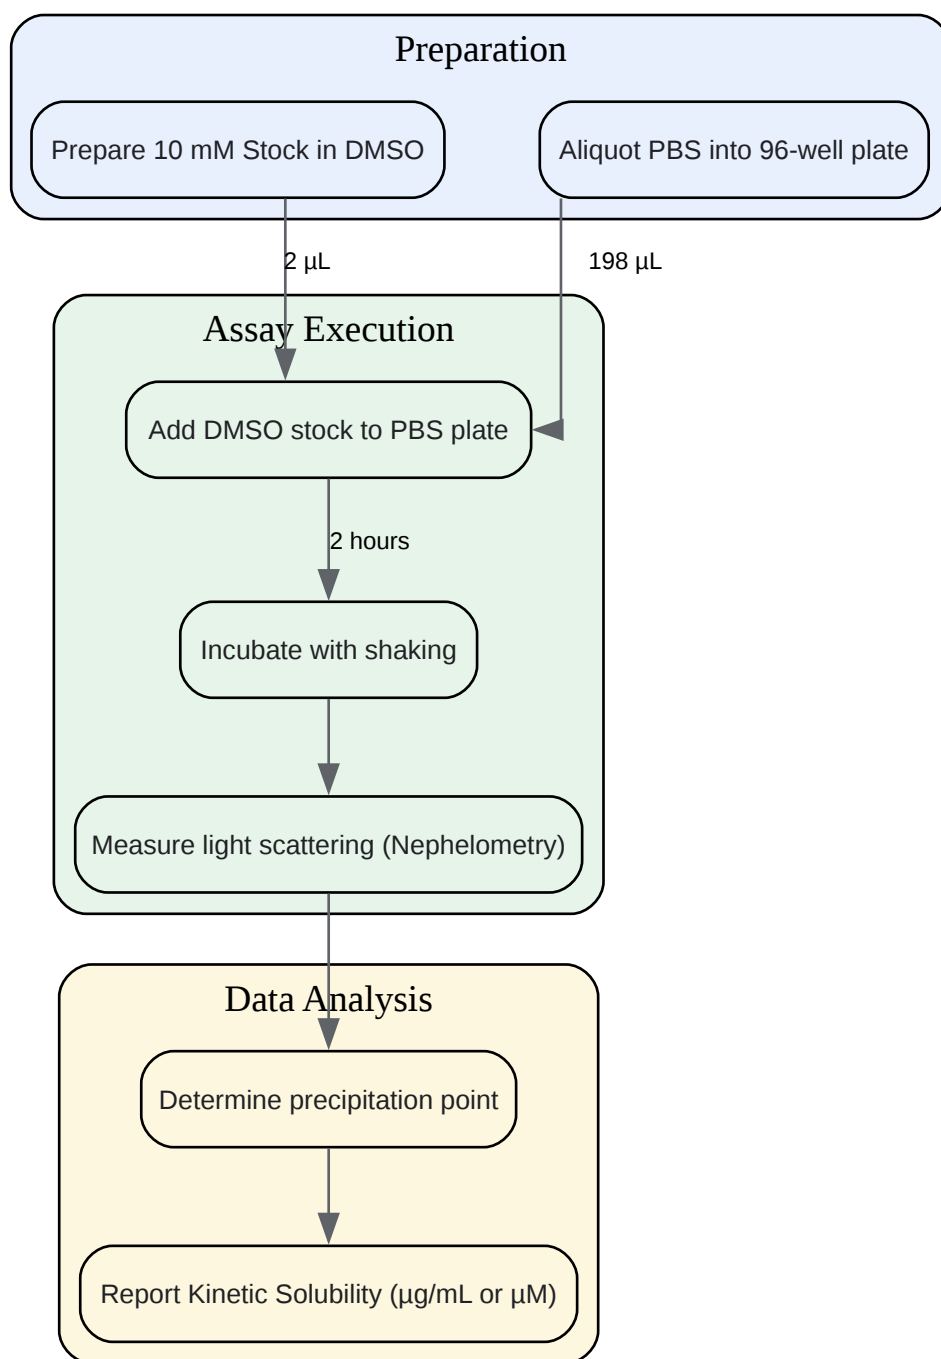 Preparation
Prepare 10 mM Stock in DMSO
Aliquot PBS into 96-well plate
2 µL
198 µL
Assay Execution
Add DMSO stock to PBS plate
2 hours
Incubate with shaking
Measure light scattering (Nephelometry)
Data Analysis
Determine precipitation point
Report Kinetic Solubility (µg/mL or µM)